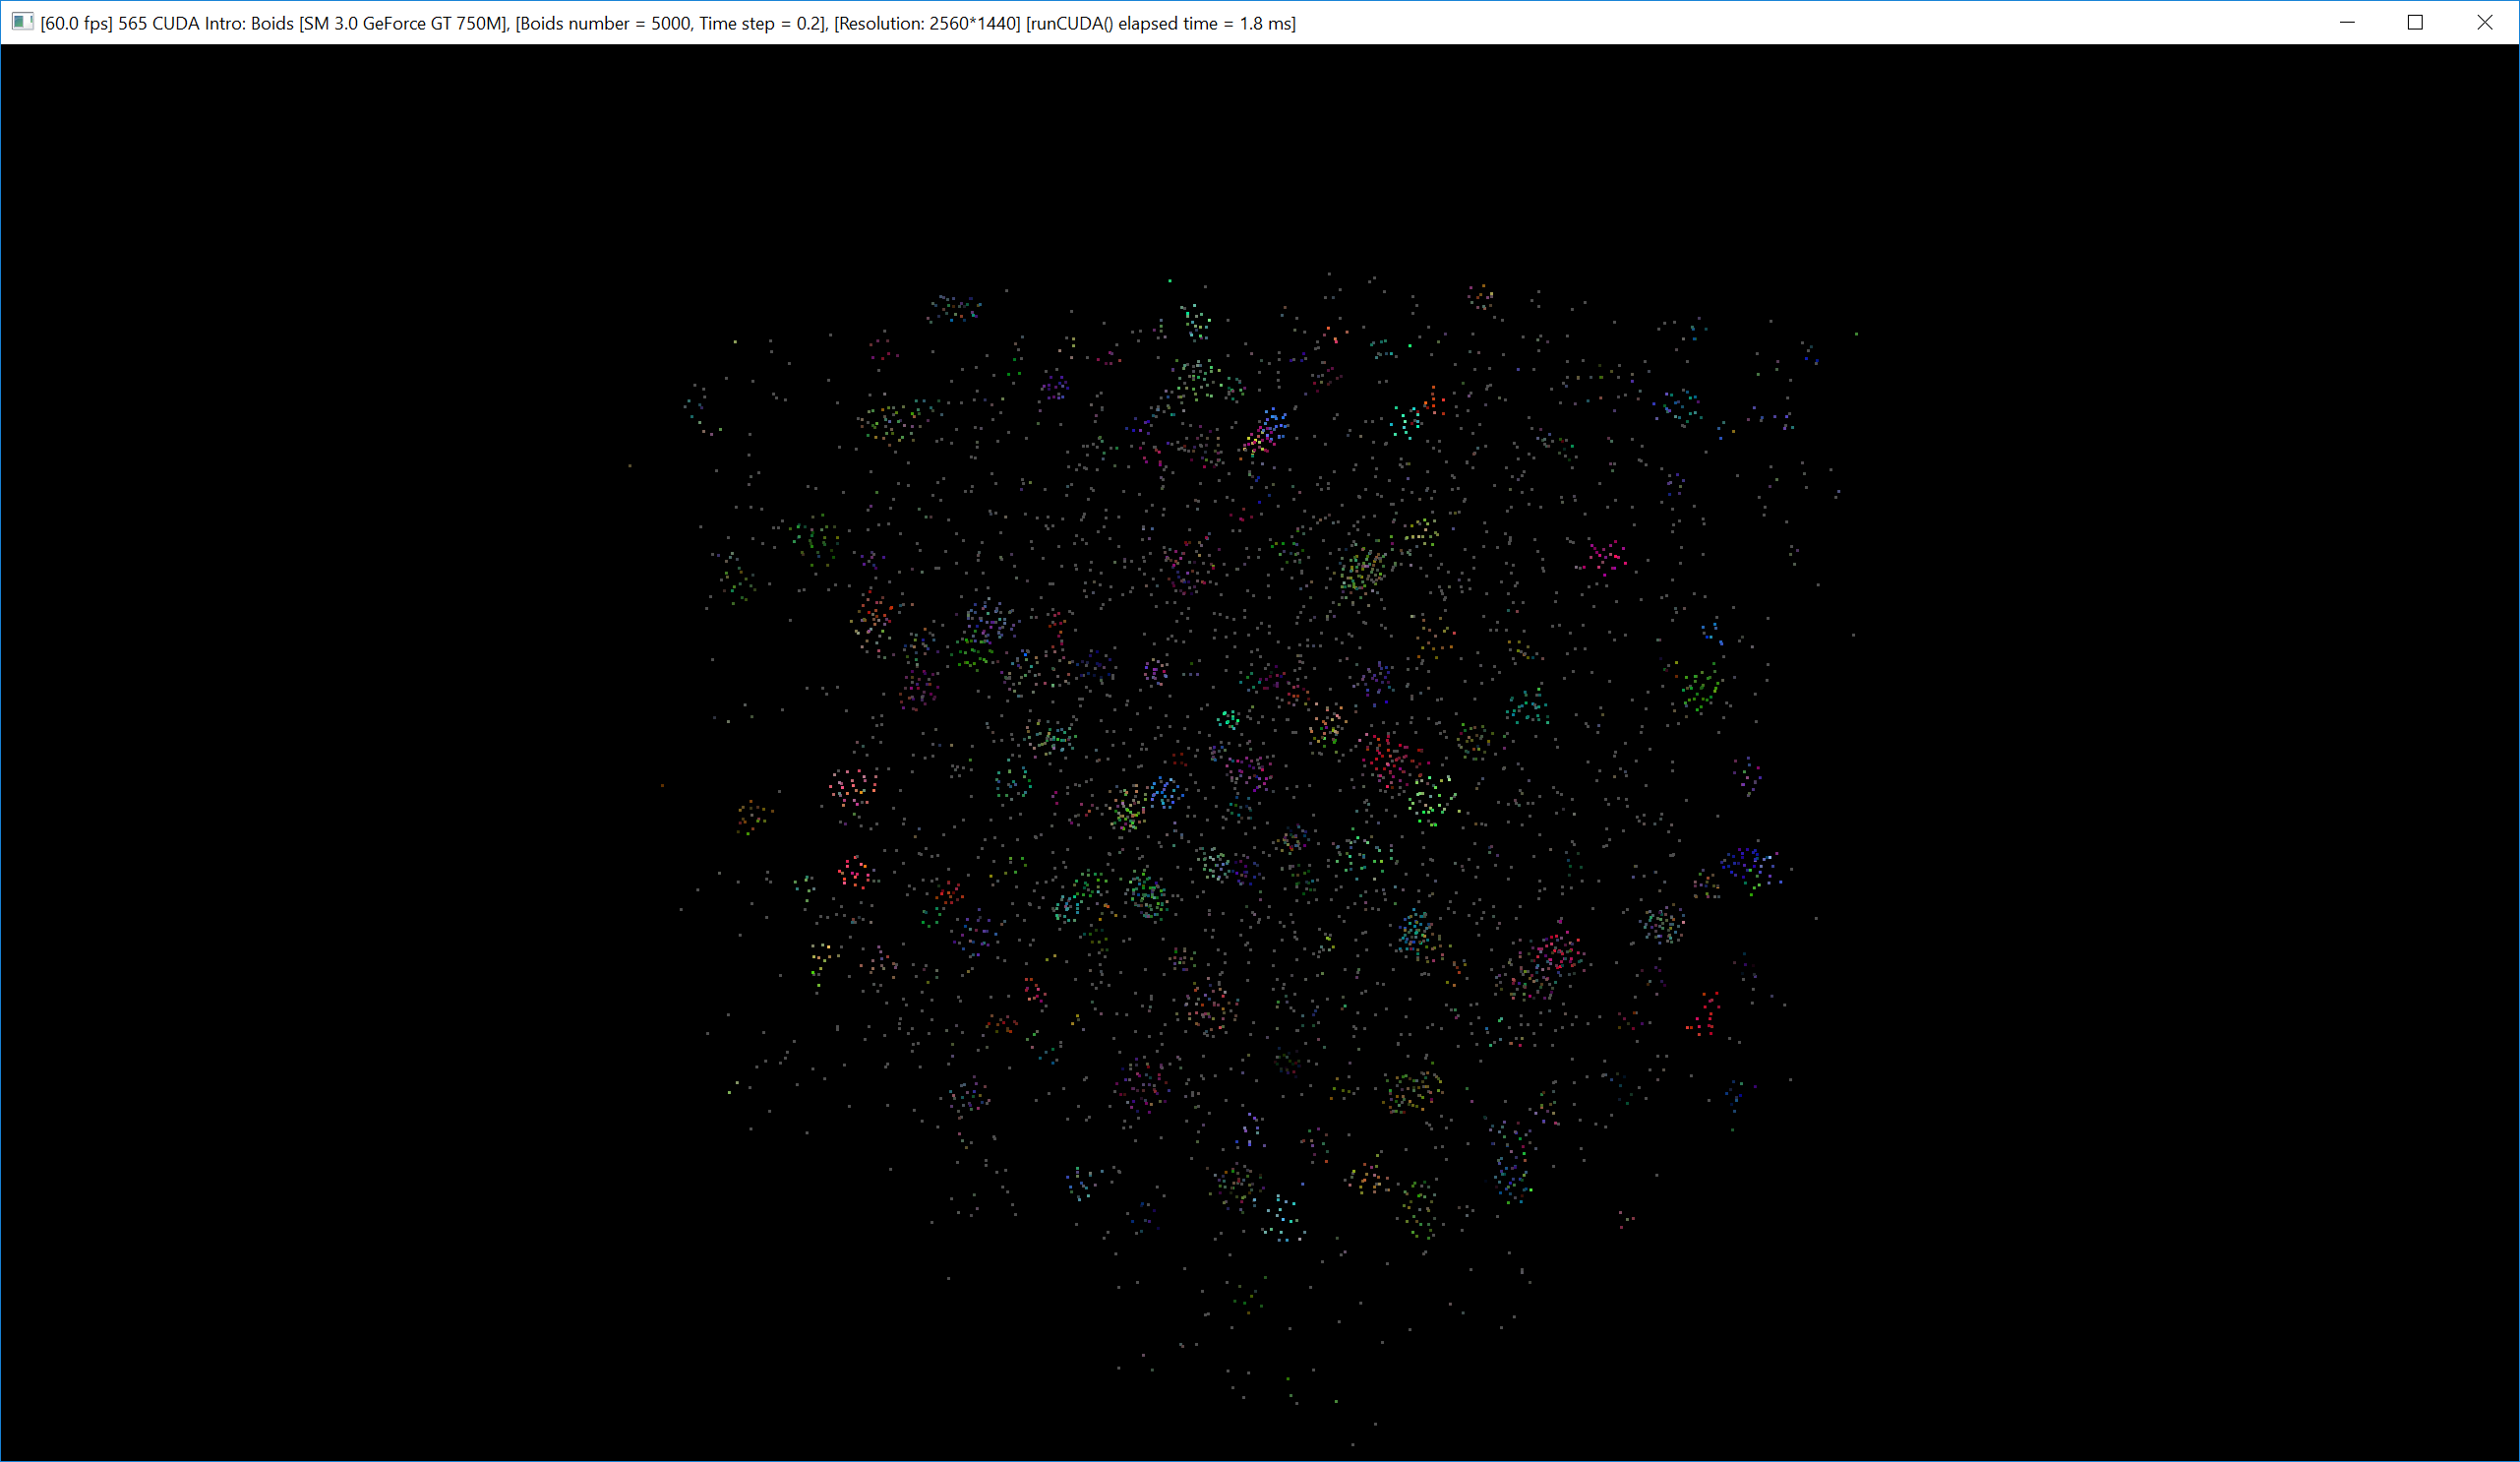 [60.0 fps] 565 CUDA Intro: Boids [SM 3.0 GeForce GT 750M], [Boids number = 5000, Time step = 0.2], [Resolution: 2560*1440] [runCUDA() elapsed time = 1.8 ms]